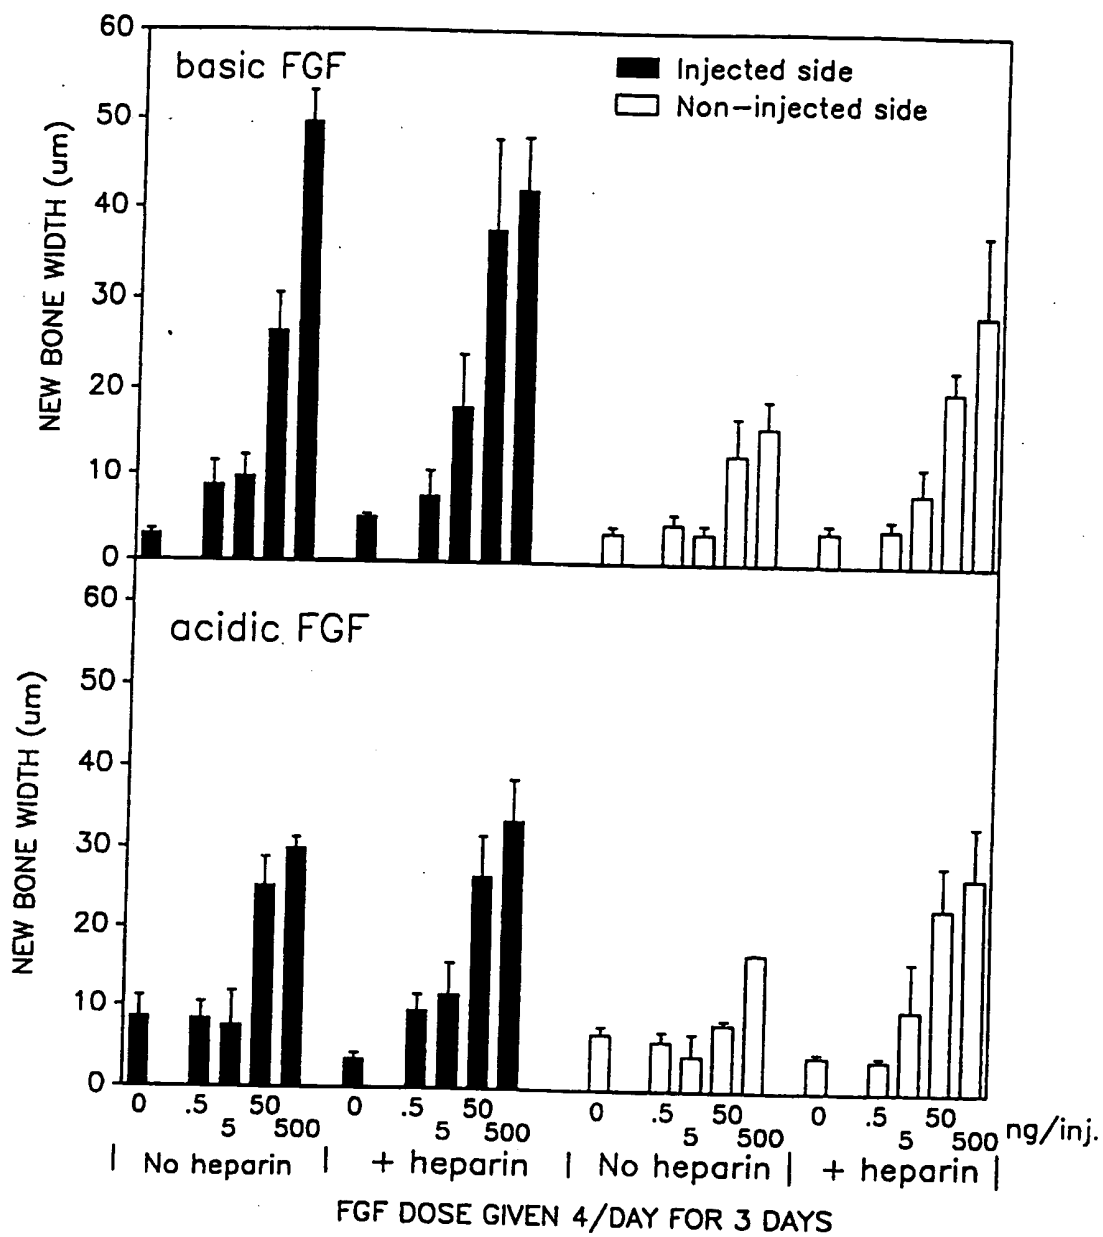 60
basic FGF
Injected side
Non-injected side
50
40
30
20
10
0
NEW BONE WIDTH (um)
60
acidic FGF
50
40
30
20
10
0
NEW BONE WIDTH (um)
0 .5 50 0 .5 50 0 .5 50 0 .5 50
5 500 5 500 5 500 5 500 ng/inj.
| No heparin | + heparin | No heparin | + heparin |
FGF DOSE GIVEN 4/DAY FOR 3 DAYS